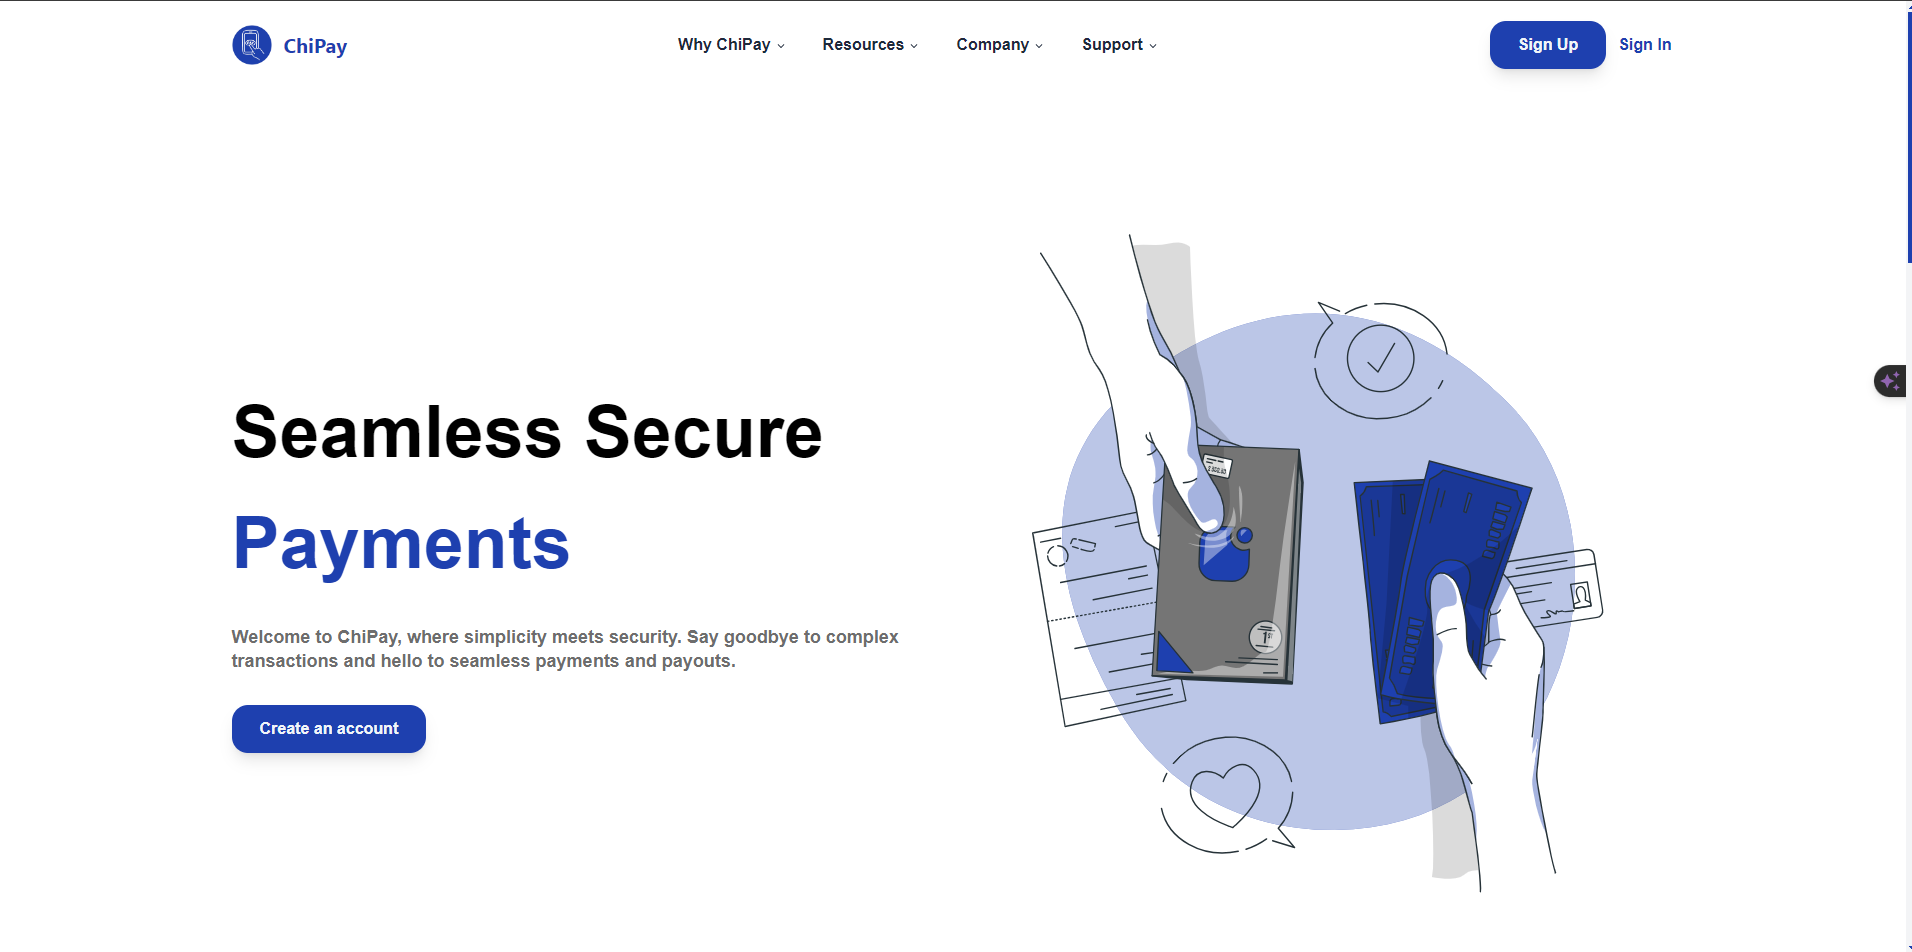 ChiPay
Why ChiPay
Resources
Company
Support
Sign Up
Sign In
Seamless Secure
Payments
Welcome to ChiPay, where simplicity meets security. Say goodbye to complex
transactions and hello to seamless payments and payouts.
Create an account
1ST